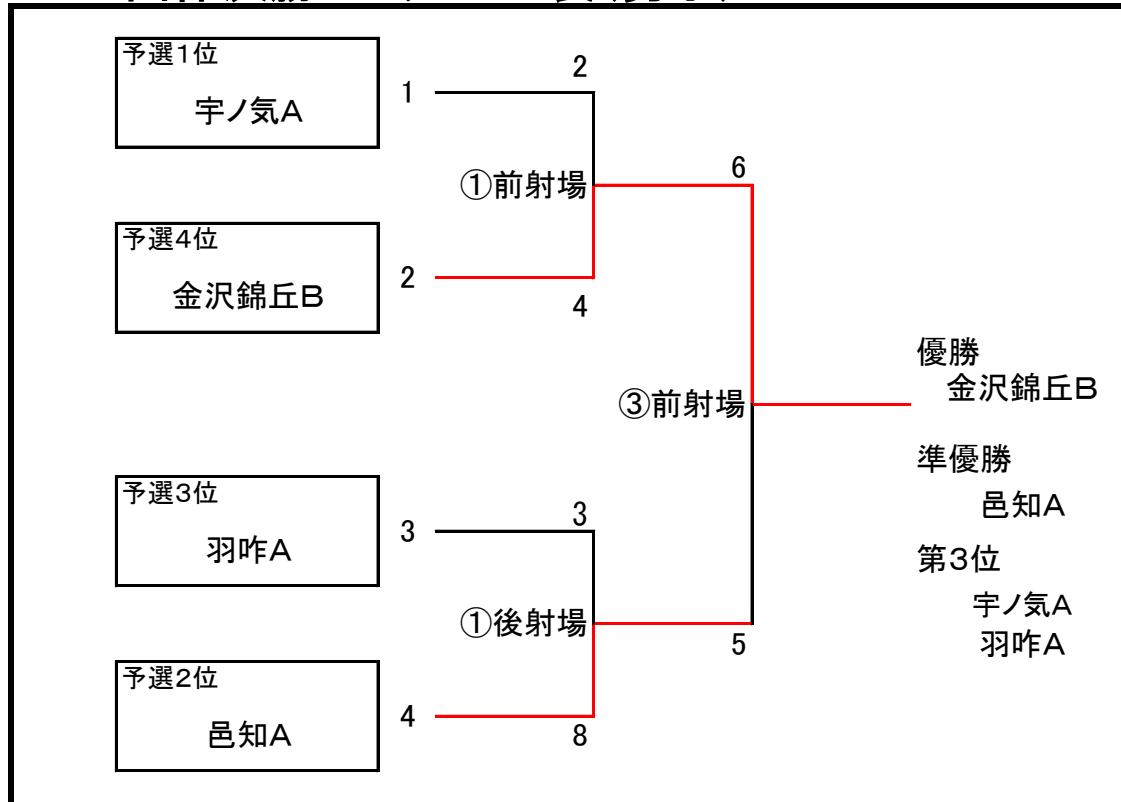 予選1位
宇ノ気A
1
2
①前射場
6
予選4位
金沢錦丘B
2
4
優勝
金沢錦丘B
③前射場
準優勝
邑知A
予選3位
羽咋A
3
3
第3位
宇ノ気A
羽咋A
①後射場
5
予選2位
邑知A
4
8